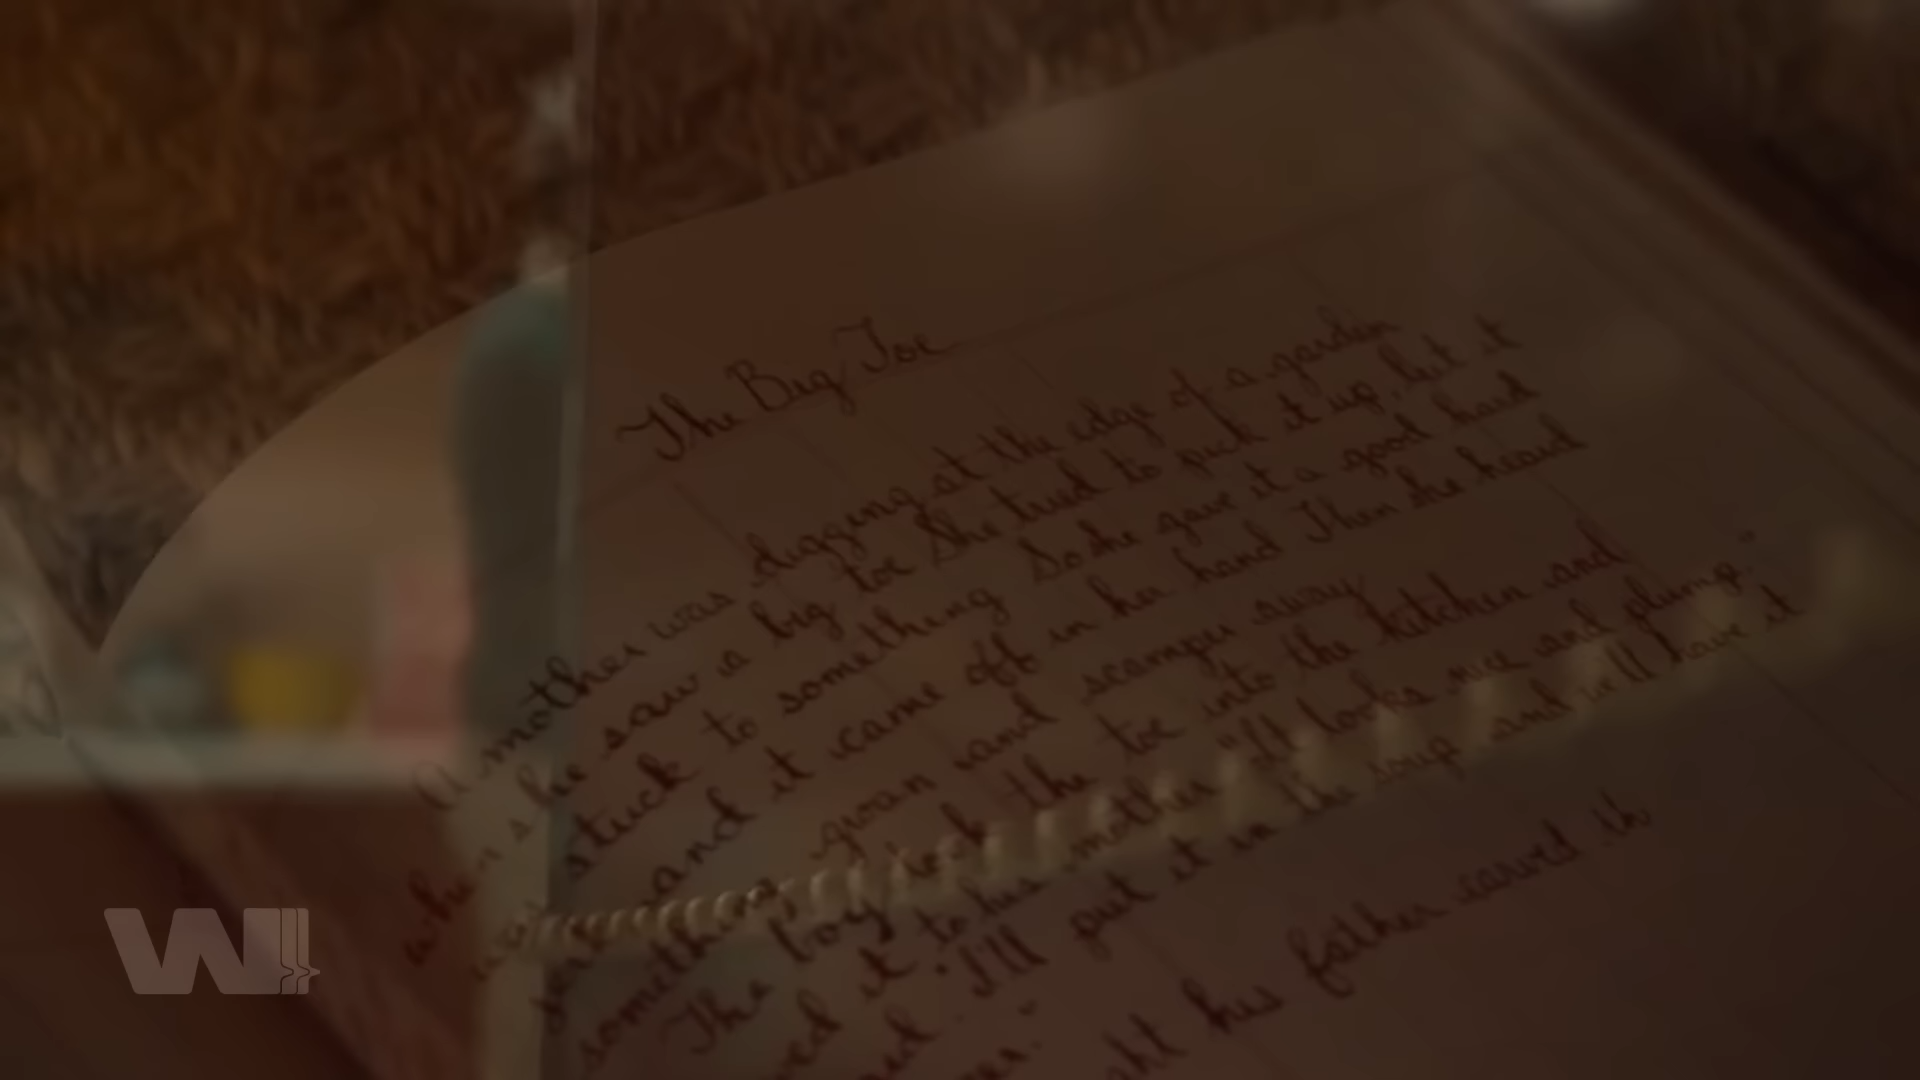 The Big Toe
A mother was digging at the edge of a garden
when she saw a big toe She tried to pick it up, but it
was stuck to something So she gave it a good hard
jerk and it came off in her hand Then she heard
something groan and scamper away
The boy took the toe into the kitchen and
it to his mother "It looks nice and plump."
"I'll put it in the soup and we'll have it
his father carved th
W